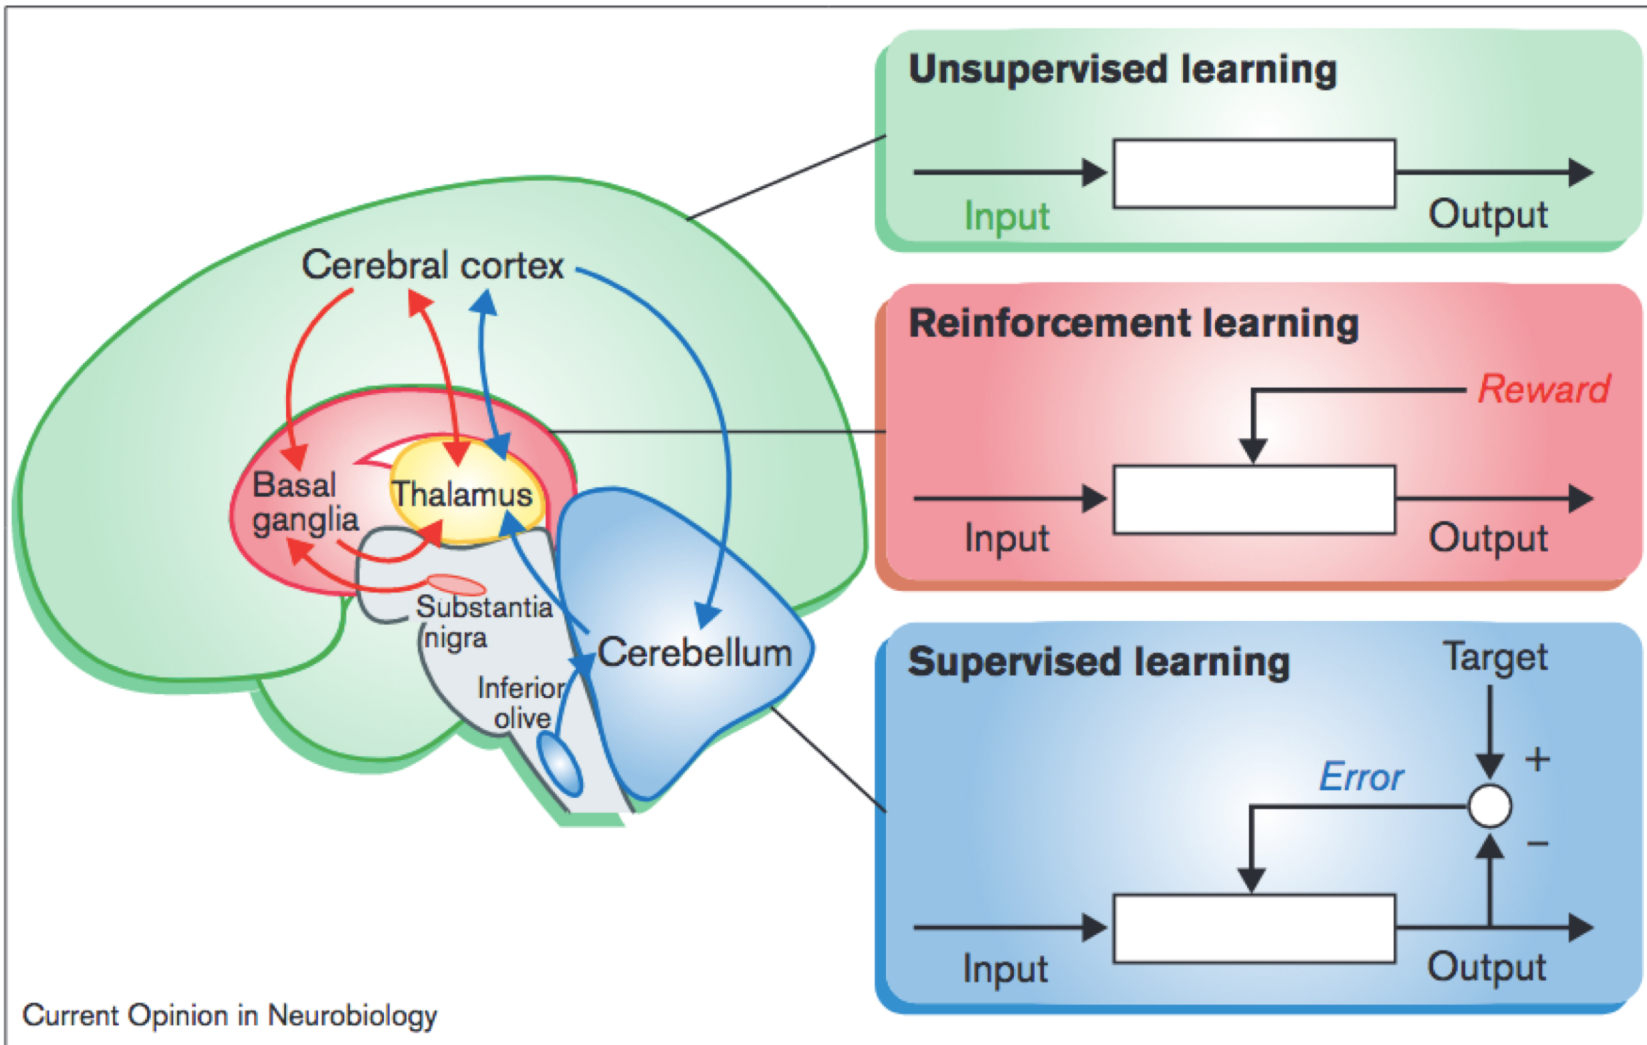 Cerebral cortex
Basal
ganglia
Thalamus
Substantia
nigra
Cerebellum
Inferior
olive
Unsupervised learning
Input
Output
Reinforcement learning
Reward
Input
Output
Supervised learning
Target
+
Error
−
Input
Output
Current Opinion in Neurobiology